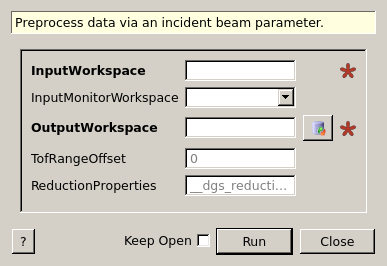 Preprocess data via an incident beam parameter.
InputWorkspace
InputMonitorWorkspace
OutputWorkspace
TofRangeOffset 0
ReductionProperties __dgs_reducti...
? Keep Open Run Close